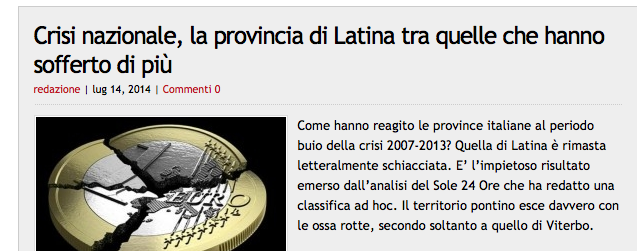 Crisi nazionale, la provincia di Latina tra quelle che hanno
sofferto di più
redazione | lug 14, 2014 | Commenti 0
Come hanno reagito le province italiane al periodo
buio della crisi 2007-2013? Quella di Latina è rimasta
letteralmente schiacciata. E’ l’impietoso risultato
emerso dall’analisi del Sole 24 Ore che ha redatto una
classifica ad hoc. Il territorio pontino esce davvero con
le ossa rotte, secondo soltanto a quello di Viterbo.
EURO